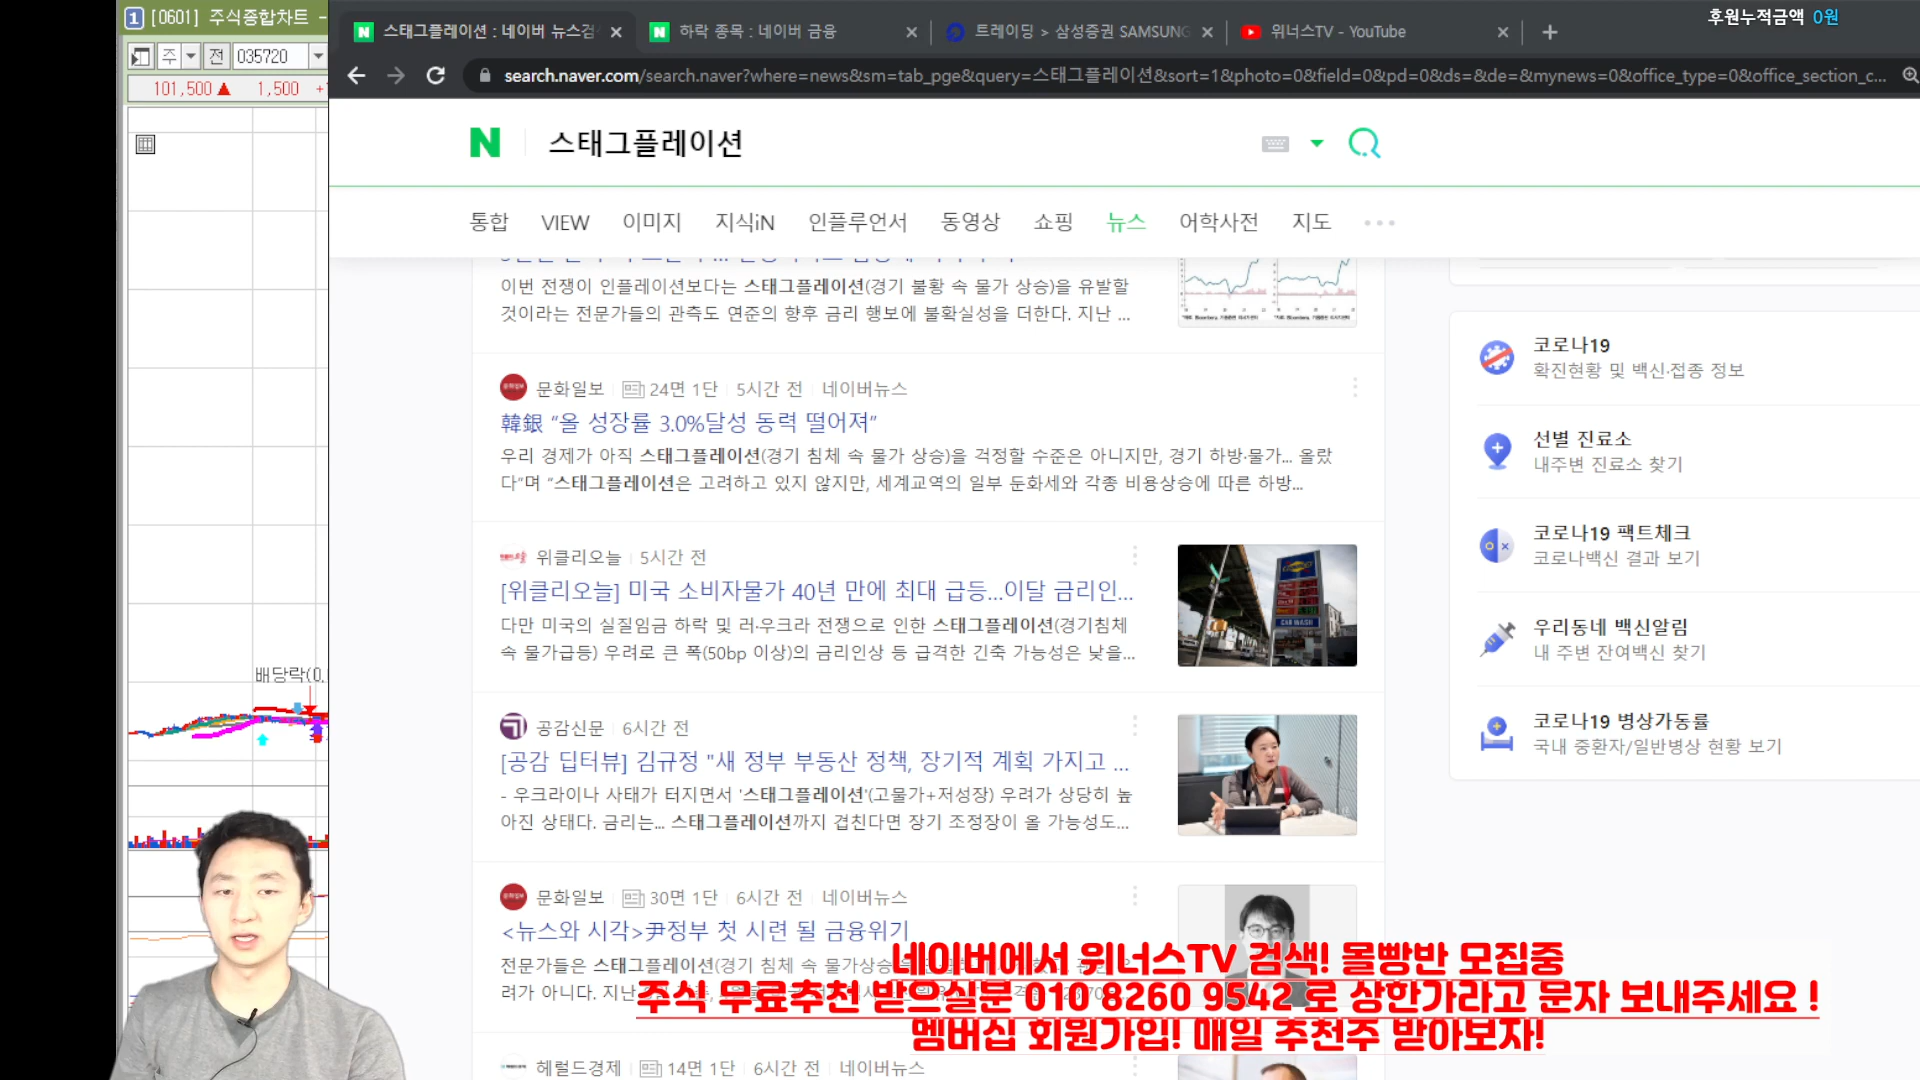 1 [0601] 주식종합차트
후원누적금액 0원
스태그플레이션 : 네이버 뉴스검
하락 종목 : 네이버 금융
트레이딩 > 삼성증권 SAMSUNG
위너스TV - YouTube
주 전 035720
search.naver.com/search.naver?where=news&sm=tab_pge&query=스태그플레이션&sort=1&photo=0&field=0&pd=0&ds=&de=&mynews=0&office_type=0&office_section_c...
101,500 ▲ 1,500
N 스태그플레이션
통합 VIEW 이미지 지식iN 인플루언서 동영상 쇼핑 뉴스 어학사전 지도
이번 전쟁이 인플레이션보다는 스태그플레이션(경기 불황 속 물가 상승)을 유발할
것이라는 전문가들의 관측도 연준의 향후 금리 행보에 불확실성을 더한다. 지난 ...
문화일보 24면 1단 5시간 전 네이버뉴스
韓銀 “올 성장률 3.0%달성 동력 떨어져”
우리 경제가 아직 스태그플레이션(경기 침체 속 물가 상승)을 걱정할 수준은 아니지만, 경기 하방·물가... 올랐
다”며 “스태그플레이션은 고려하고 있지 않지만, 세계교역의 일부 둔화세와 각종 비용상승에 따른 하방...
위클리오늘 5시간 전
[위클리오늘] 미국 소비자물가 40년 만에 최대 급등...이달 금리인...
다만 미국의 실질임금 하락 및 러·우크라 전쟁으로 인한 스태그플레이션(경기침체
속 물가급등) 우려로 큰 폭(50bp 이상)의 금리인상 등 급격한 긴축 가능성은 낮을...
CAR WASH
공감신문 6시간 전
[공감 딥터뷰] 김규정 "새 정부 부동산 정책, 장기적 계획 가지고 ...
- 우크라이나 사태가 터지면서 '스태그플레이션'(고물가+저성장) 우려가 상당히 높
아진 상태다. 금리는... 스태그플레이션까지 겹친다면 장기 조정장이 올 가능성도...
문화일보 30면 1단 6시간 전 네이버뉴스
<뉴스와 시각>尹정부 첫 시련 될 금융위기
전문가들은 스태그플레이션(경기 침체 속 물가상승
려가 아니다. 지난
헤럴드경제 14면 1단 6시간 전 네이버뉴스
코로나19
확진현황 및 백신·접종 정보
선별 진료소
내주변 진료소 찾기
코로나19 팩트체크
코로나백신 결과 보기
우리동네 백신알림
내 주변 잔여백신 찾기
코로나19 병상가동률
국내 중환자/일반병상 현황 보기
배당락(0.
네이버에서 위너스TV 검색! 몰빵반 모집중
주식 무료추천 받으실분 010 8260 9542 로 상한가라고 문자 보내주세요 !
멤버십 회원가입! 매일 추천주 받아보자!